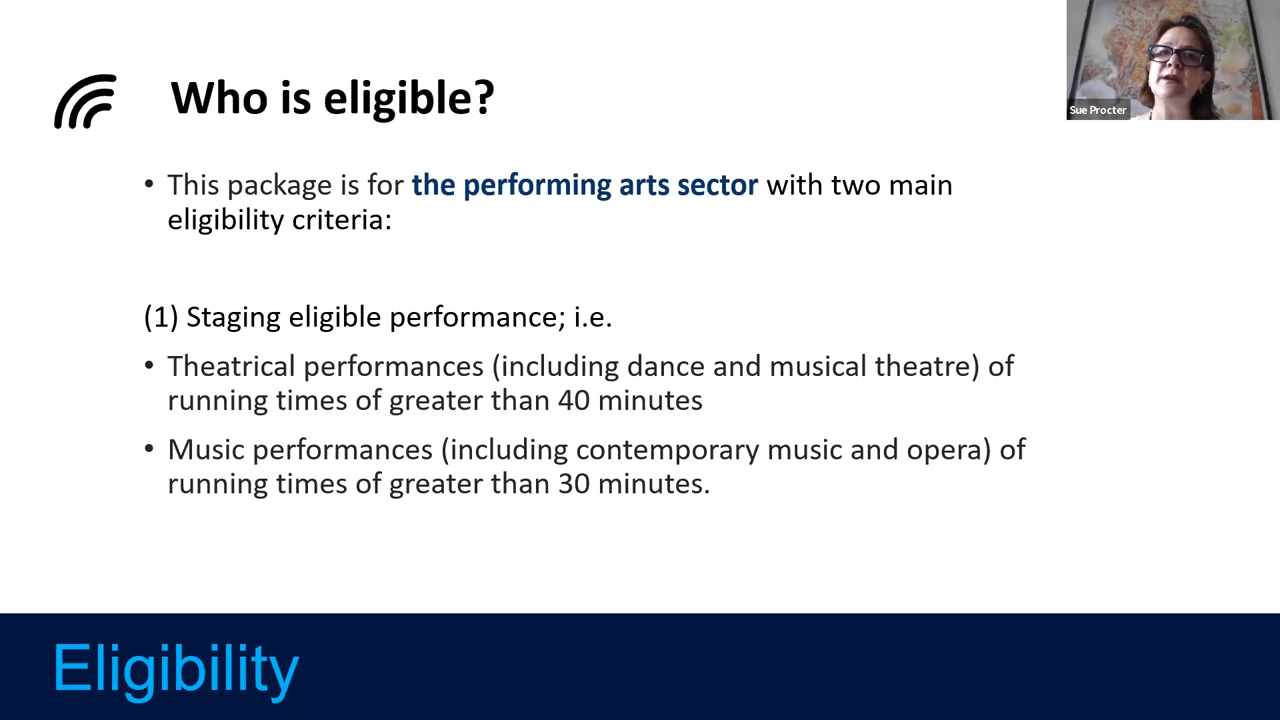 Who is eligible?
Sue Procter
• This package is for the performing arts sector with two main
eligibility criteria:
(1) Staging eligible performance; i.e.
• Theatrical performances (including dance and musical theatre) of
running times of greater than 40 minutes
• Music performances (including contemporary music and opera) of
running times of greater than 30 minutes.
Eligibility